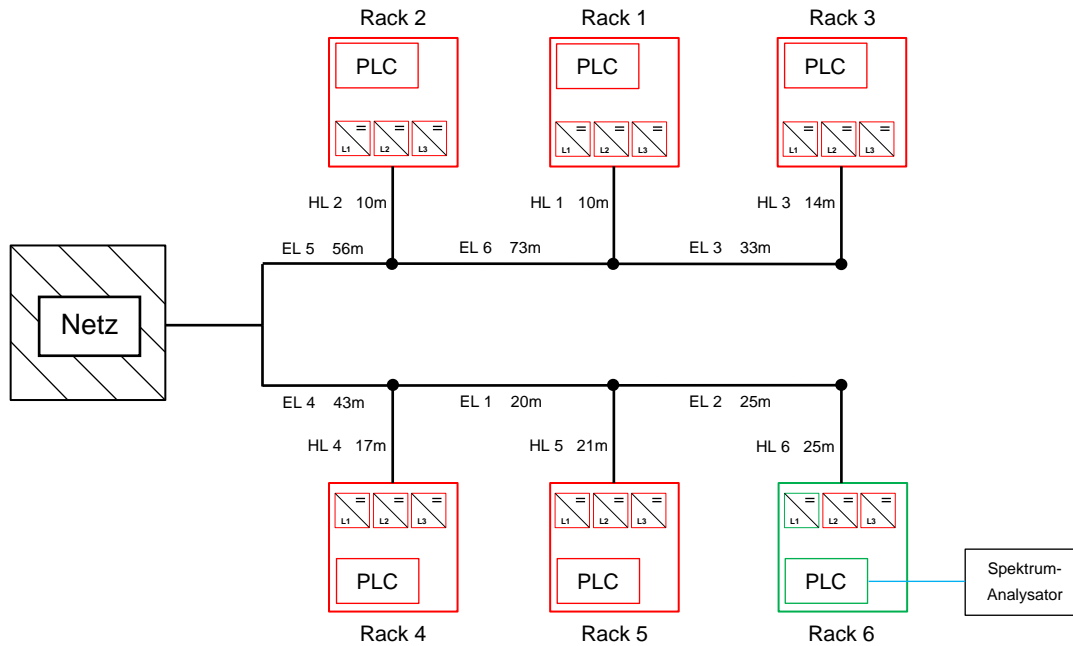 Rack 2
Rack 1
Rack 3
PLC
PLC
PLC
L1 L2 L3
L1 L2 L3
L1 L2 L3
HL 2 10m
HL 1 10m
HL 3 14m
EL 5 56m
EL 6 73m
EL 3 33m
Netz
EL 4 43m
EL 1 20m
EL 2 25m
HL 4 17m
HL 5 21m
HL 6 25m
L1 L2 L3
L1 L2 L3
L1 L2 L3
PLC
PLC
PLC
Spektrum-
Analysator
Rack 4
Rack 5
Rack 6